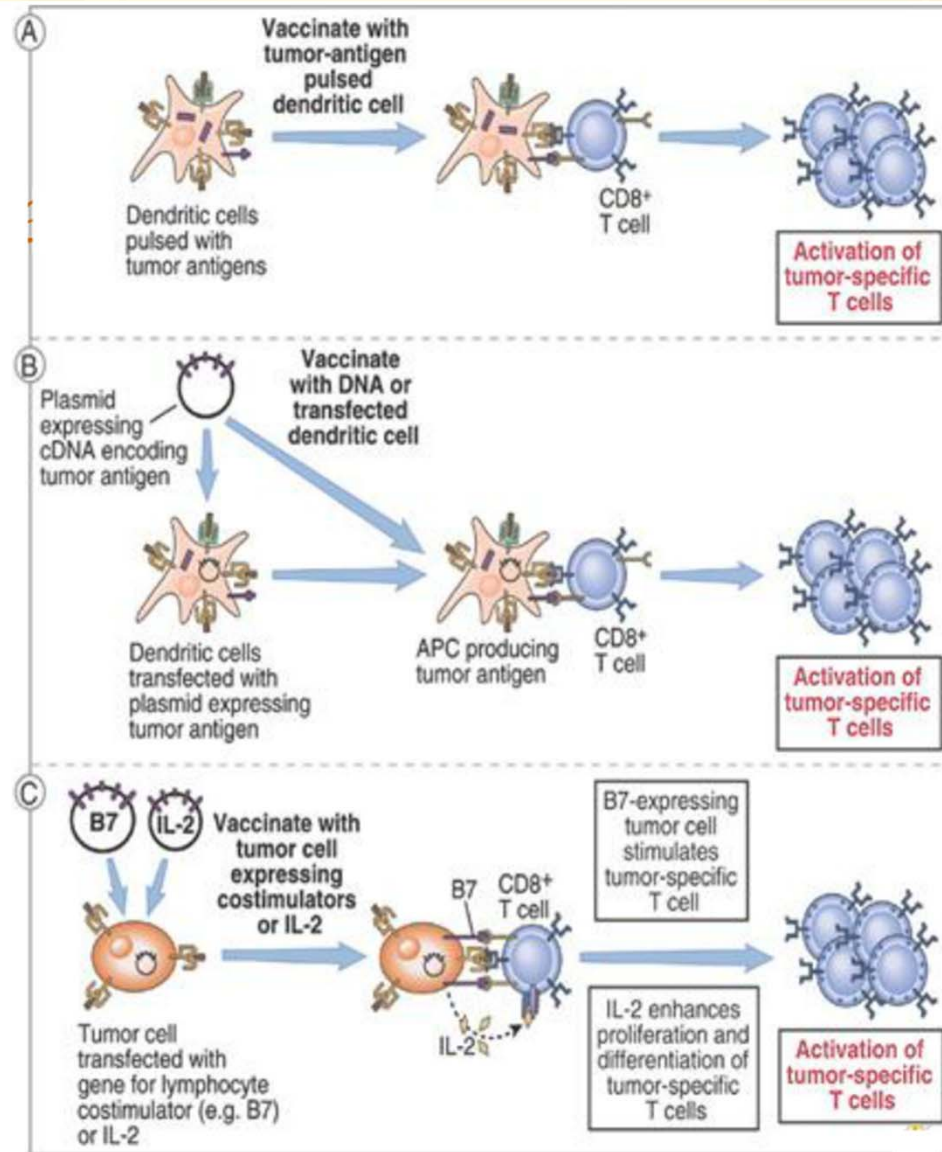 A
Vaccinate with
tumor-antigen
pulsed
dendritic cell
Dendritic cells
pulsed with
tumor antigens
CD8+
T cell
Activation of
tumor-specific
T cells
B
Plasmid
expressing
cDNA encoding
tumor antigen
Vaccinate
with DNA or
transfected
dendritic cell
Dendritic cells
transfected with
plasmid expressing
tumor antigen
APC producing
tumor antigen
CD8+
T cell
Activation of
tumor-specific
T cells
C
B7
IL-2
Vaccinate with
tumor cell
expressing
costimulators
or IL-2
Tumor cell
transfected with
gene for lymphocyte
costimulator (e.g. B7)
or IL-2
B7
CD8+
T cell
IL-2
B7-expressing
tumor cell
stimulates
tumor-specific
T cell
IL-2 enhances
proliferation and
differentiation of
tumor-specific
T cells
Activation of
tumor-specific
T cells